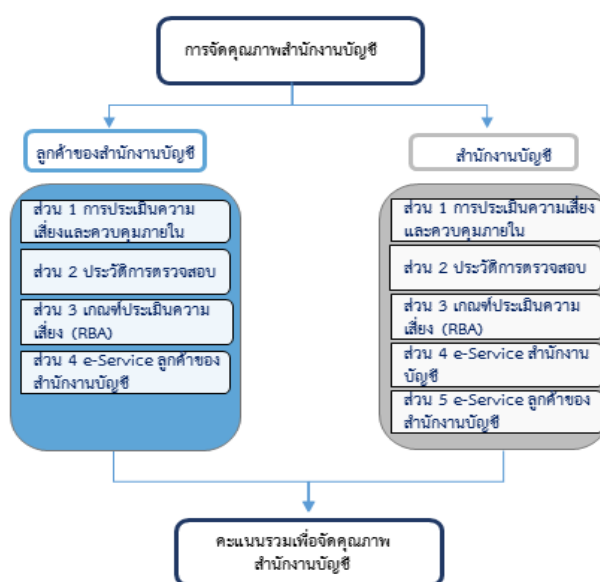 การจัดคุณภาพสำนักงานบัญชี
ลูกค้าของสำนักงานบัญชี
ส่วน 1 การประเมินความ
เสี่ยงและควบคุมภายใน
ส่วน 2 ประวัติการตรวจสอบ
ส่วน 3 เกณฑ์ประเมินความ
เสี่ยง (RBA)
ส่วน 4 e-Service ลูกค้าของ
สำนักงานบัญชี
สำนักงานบัญชี
ส่วน 1 การประเมินความเสี่ยง
และควบคุมภายใน
ส่วน 2 ประวัติการตรวจสอบ
ส่วน 3 เกณฑ์ประเมินความ
เสี่ยง (RBA)
ส่วน 4 e-Service สำนักงาน
บัญชี
ส่วน 5 e-Service ลูกค้าของ
สำนักงานบัญชี
คะแนนรวมเพื่อจัดคุณภาพ
สำนักงานบัญชี